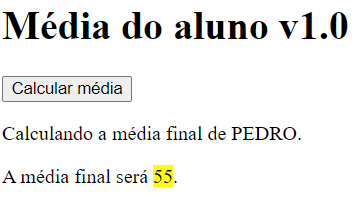 Média do aluno v1.0
Calcular média
Calculando a média final de PEDRO.
A média final será 55.